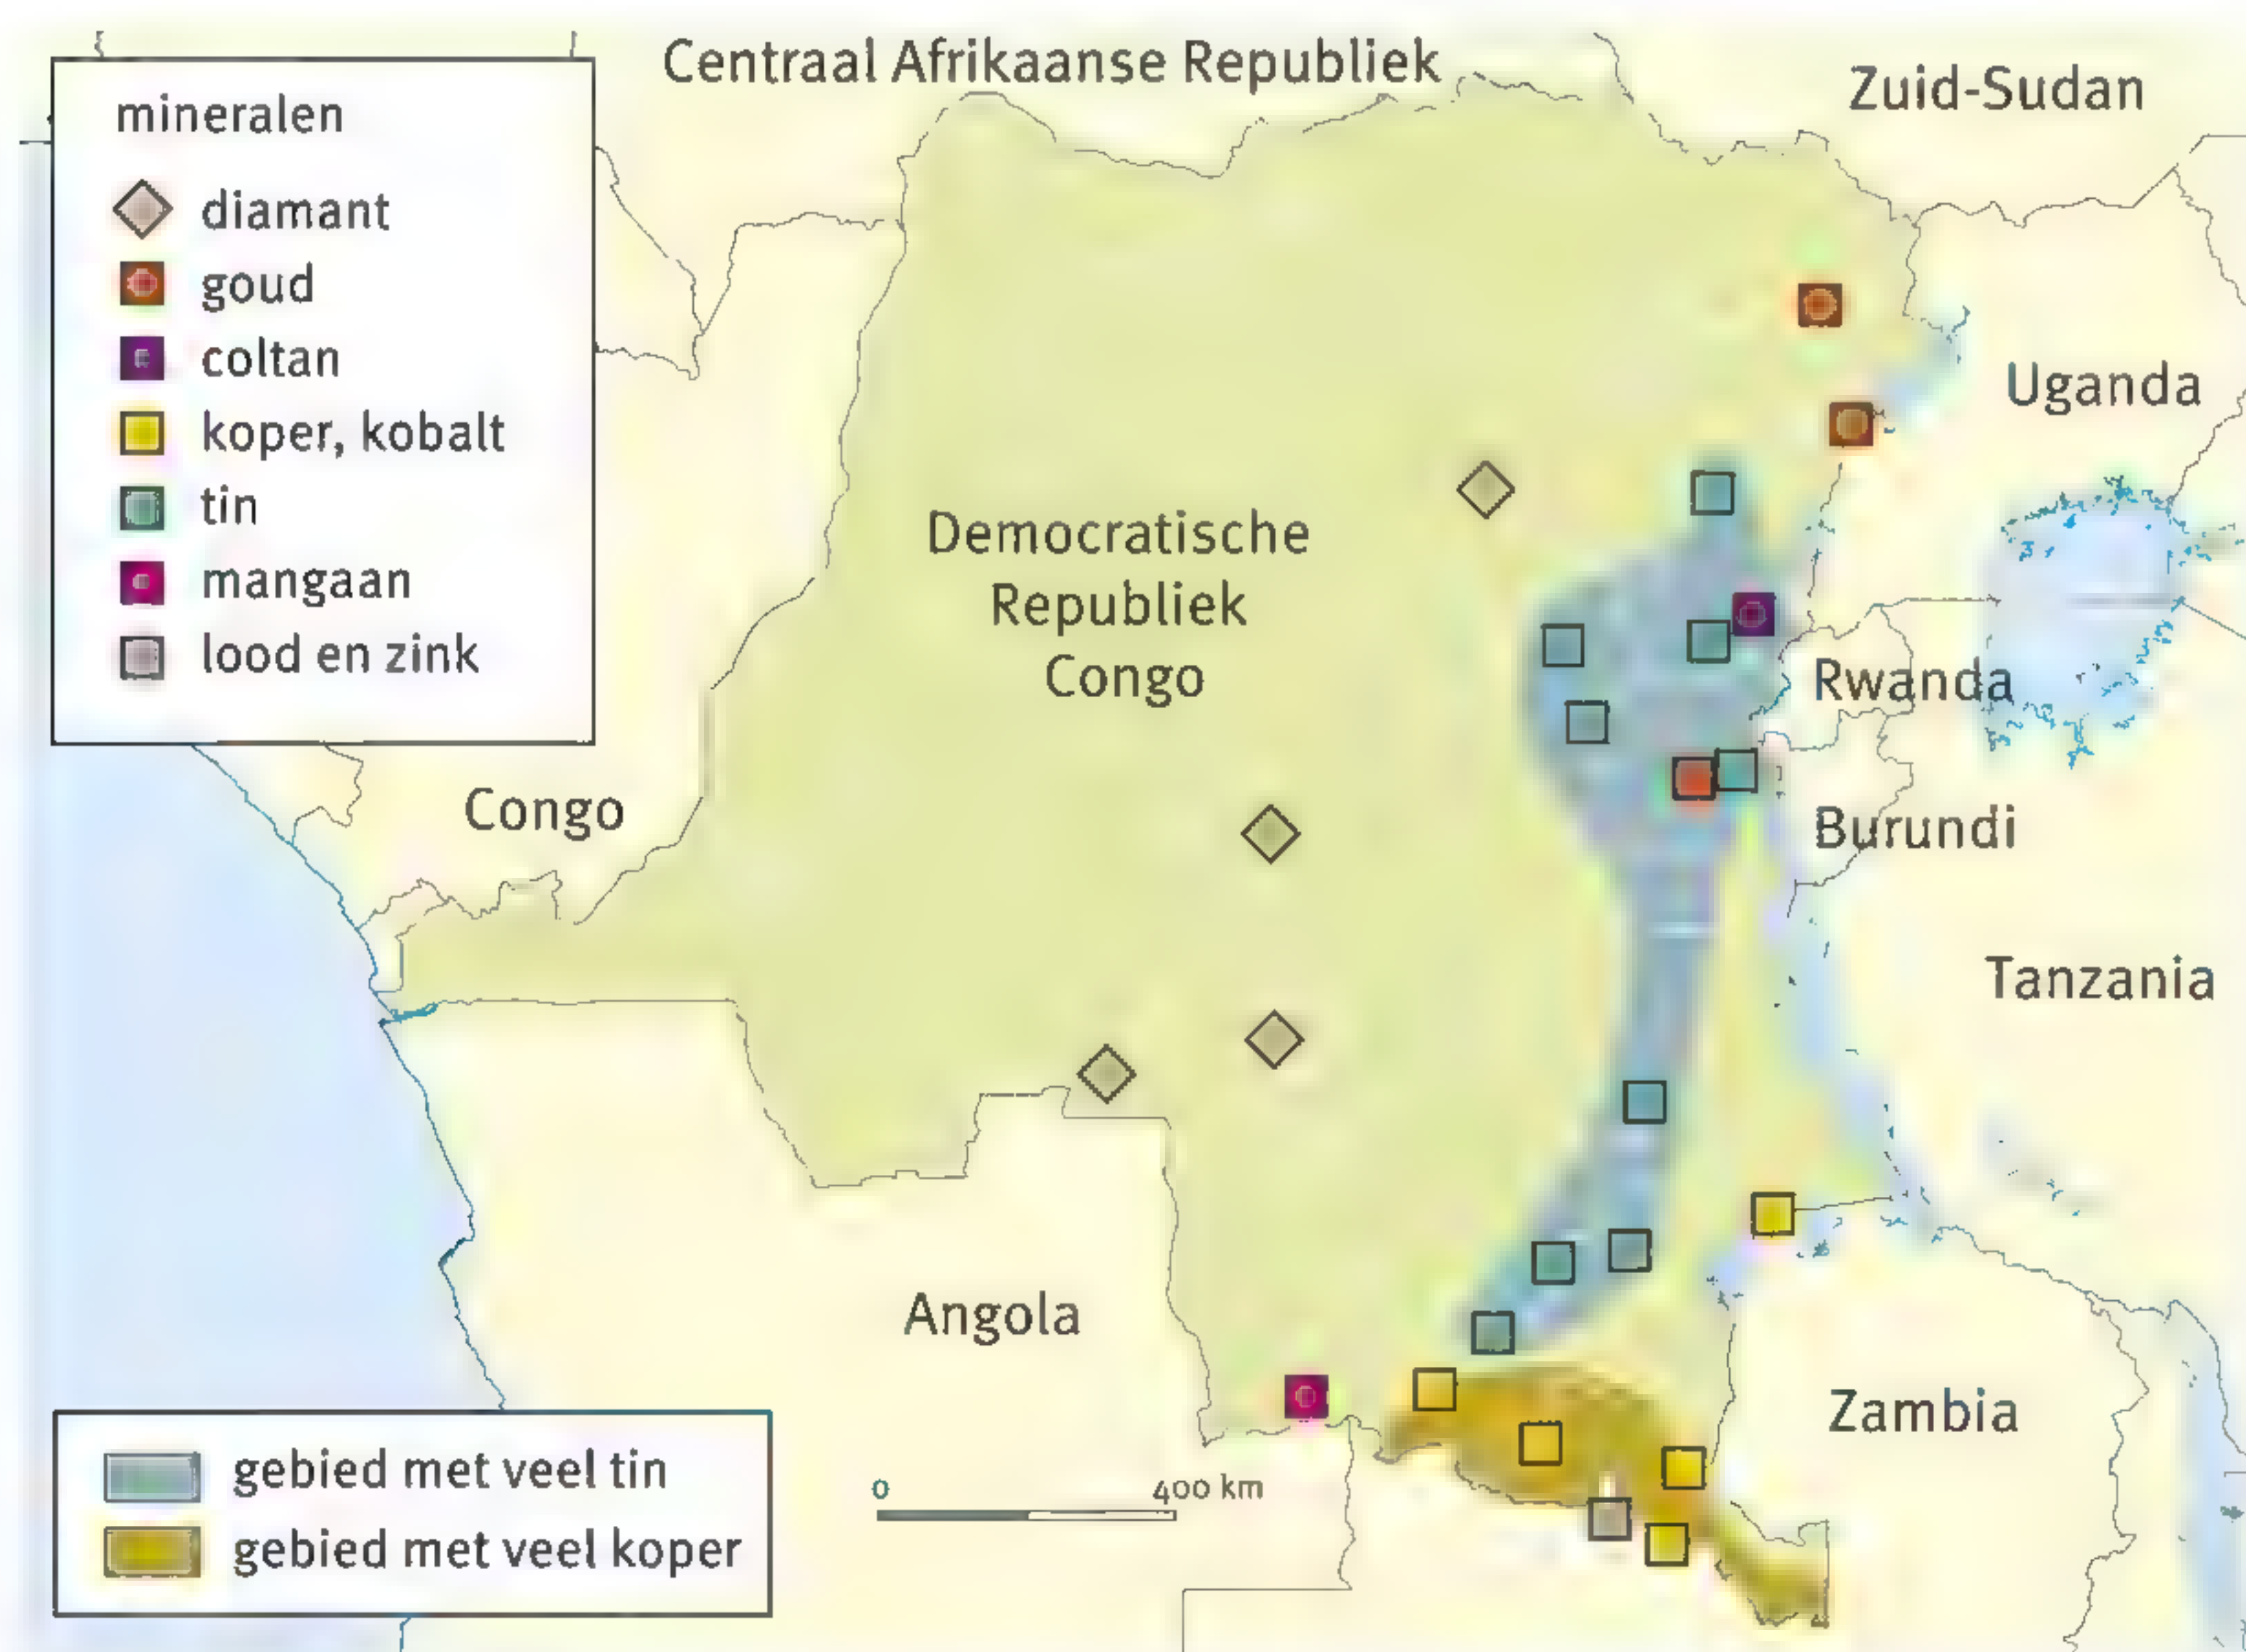 Centraal Afrikaanse Republiek
Zuid-Sudan
mineralen
diamant
goud
coltan
koper, kobalt
tin
mangaan
lood en zink
Uganda
Democratische
Republiek
Congo
Rwanda
Congo
Burundi
Tanzania
Angola
Zambia
gebied met veel tin
gebied met veel koper
0 400 km